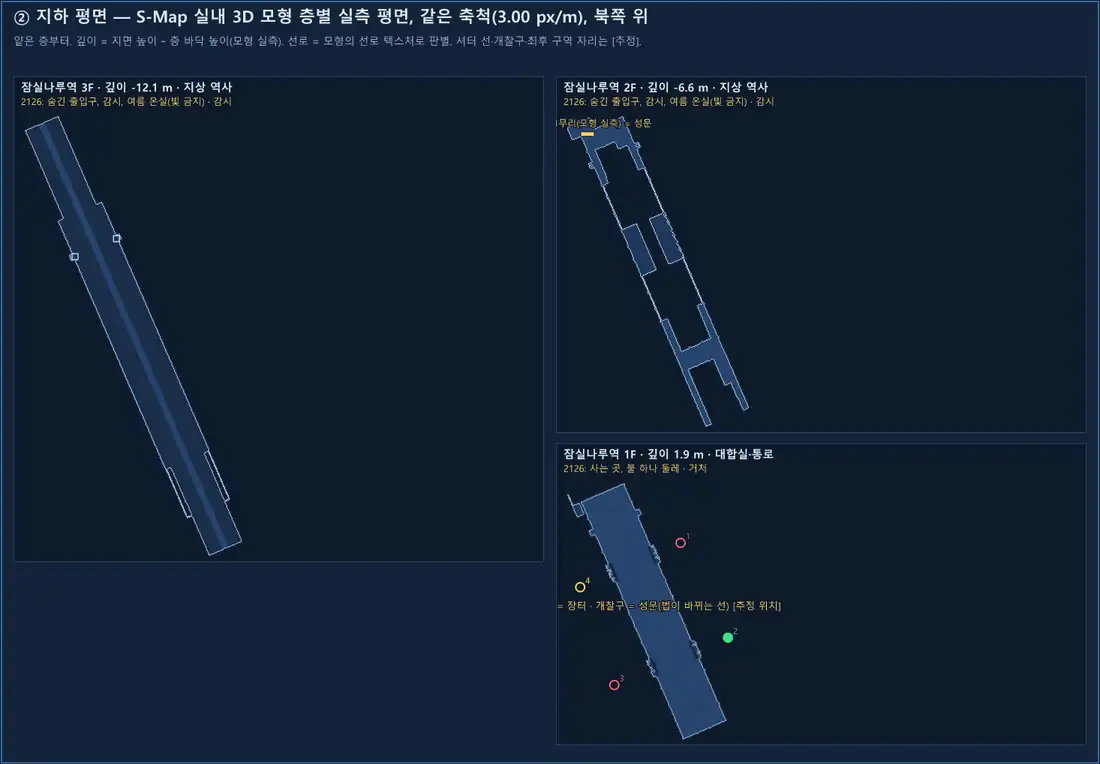 ② 지하 평면 — S-Map 실내 3D 모형 층별 실측 평면, 같은 축척(3.00 px/m), 북쪽 위
얕은 층부터. 깊이 = 지면 높이 − 층 바닥 높이(모형 실측). 선로 = 모형의 선로 텍스처로 판별. 셔터 선·개찰구·최후 구역 자리는 [추정].
잠실나루역 3F · 깊이 -12.1 m · 지상 역사
2126: 숨긴 출입구, 감시, 여름 온실(빛 금지) · 감시
잠실나루역 2F · 깊이 -6.6 m · 지상 역사
2126: 숨긴 출입구, 감시, 여름 온실(빛 금지) · 감시
무리(모형 실측) = 성문
잠실나루역 1F · 깊이 1.9 m · 대합실·통로
2126: 사는 곳, 불 하나 둘레 · 거처
1
4
= 장터 · 개찰구 = 성문(법이 바뀌는 선) [추정 위치]
2
3